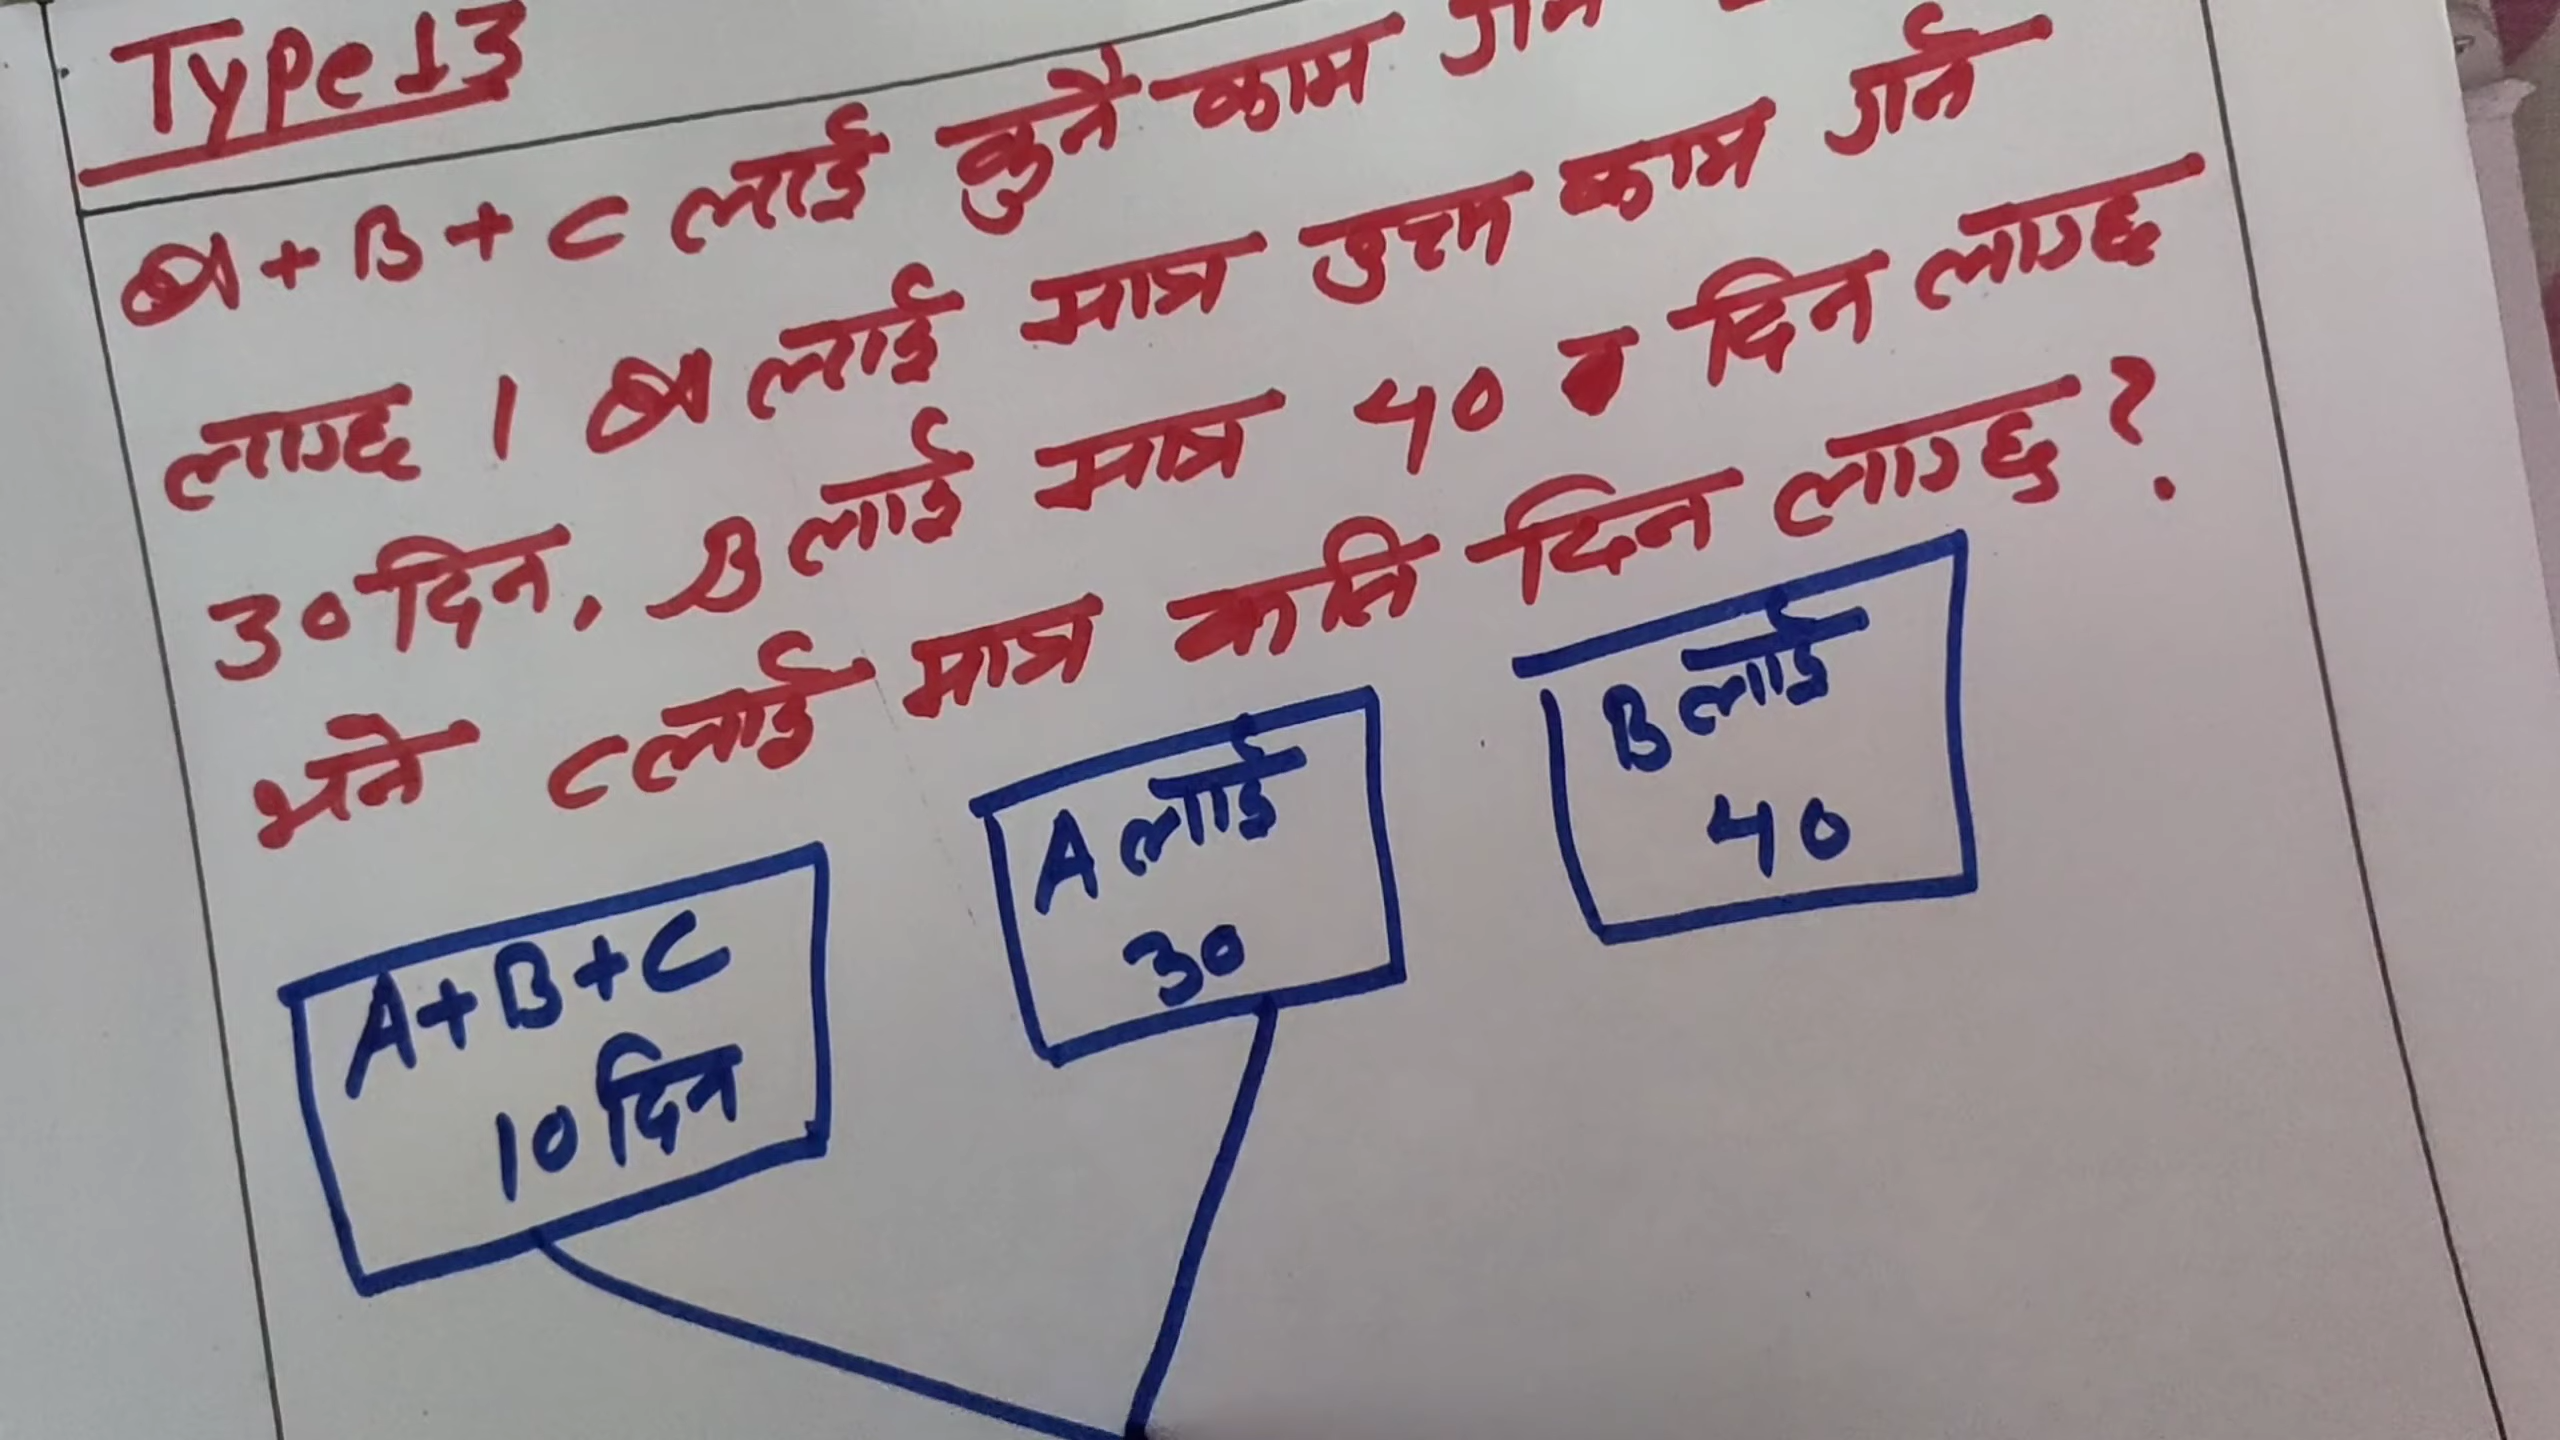 Type 13
A + B + C लाई कुनै काम गर्न
लाग्छ । A लाई मात्र उक्त काम गर्न
30 दिन, B लाई मात्र 40 दिन लाग्छ
भने C लाई मात्र कति दिन लाग्छ ?
A + B + C
10 दिन
A लाई
30
B लाई
40